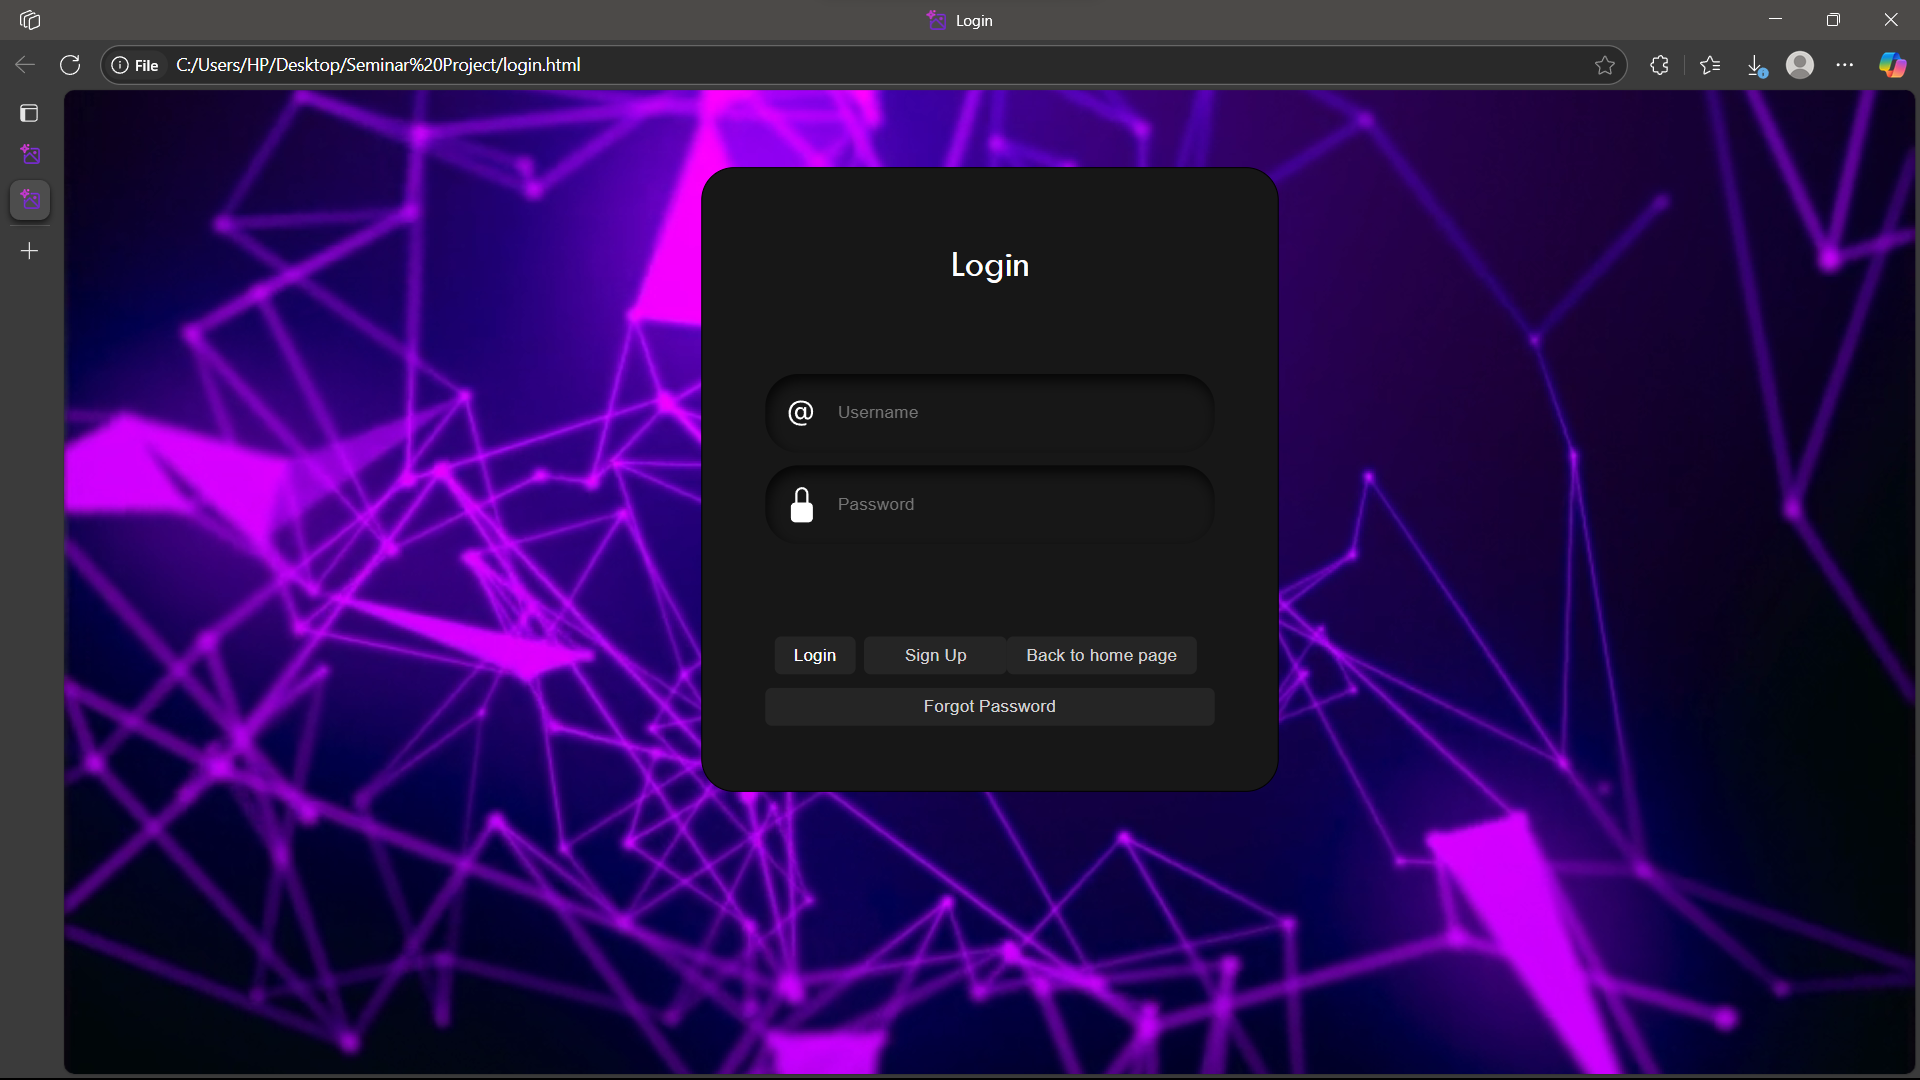 Login
File C:/Users/HP/Desktop/Seminar%20Project/login.html
Login
@ Username
Password
Login Sign Up Back to home page
Forgot Password